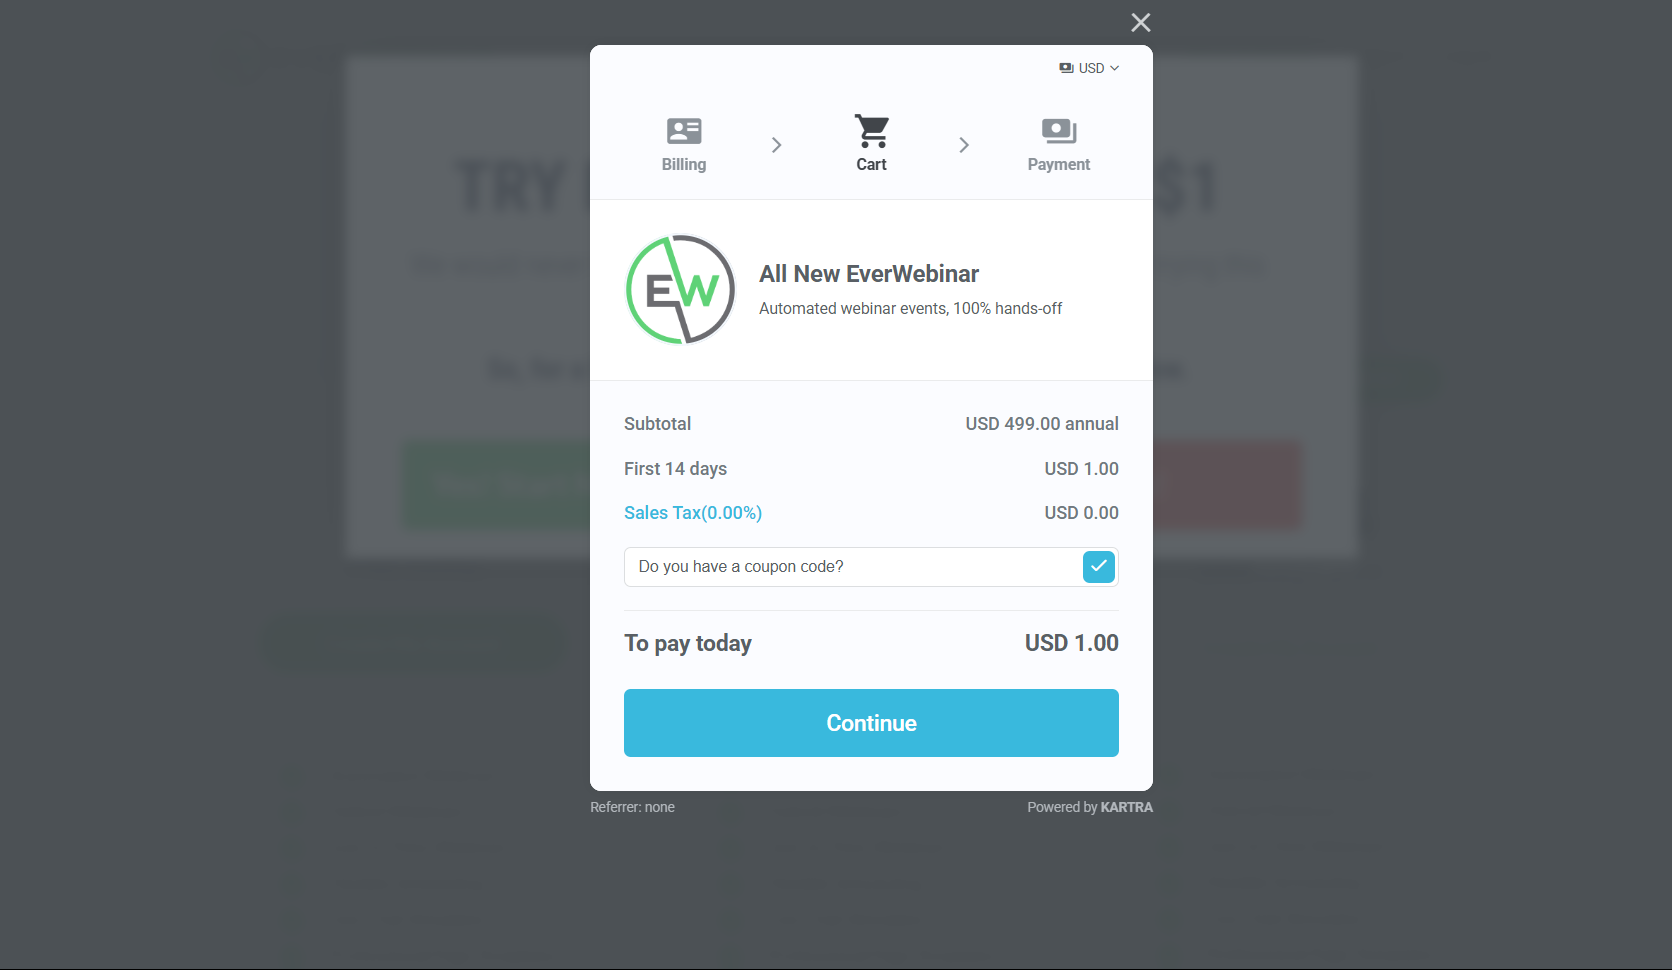 USD
Billing
Cart
Payment
TRY
$1
EW
All New EverWebinar
Automated webinar events, 100% hands-off
Subtotal USD 499.00 annual
First 14 days USD 1.00
Sales Tax(0.00%) USD 0.00
Do you have a coupon code?
To pay today USD 1.00
Continue
Referrer: none
Powered by KARTRA